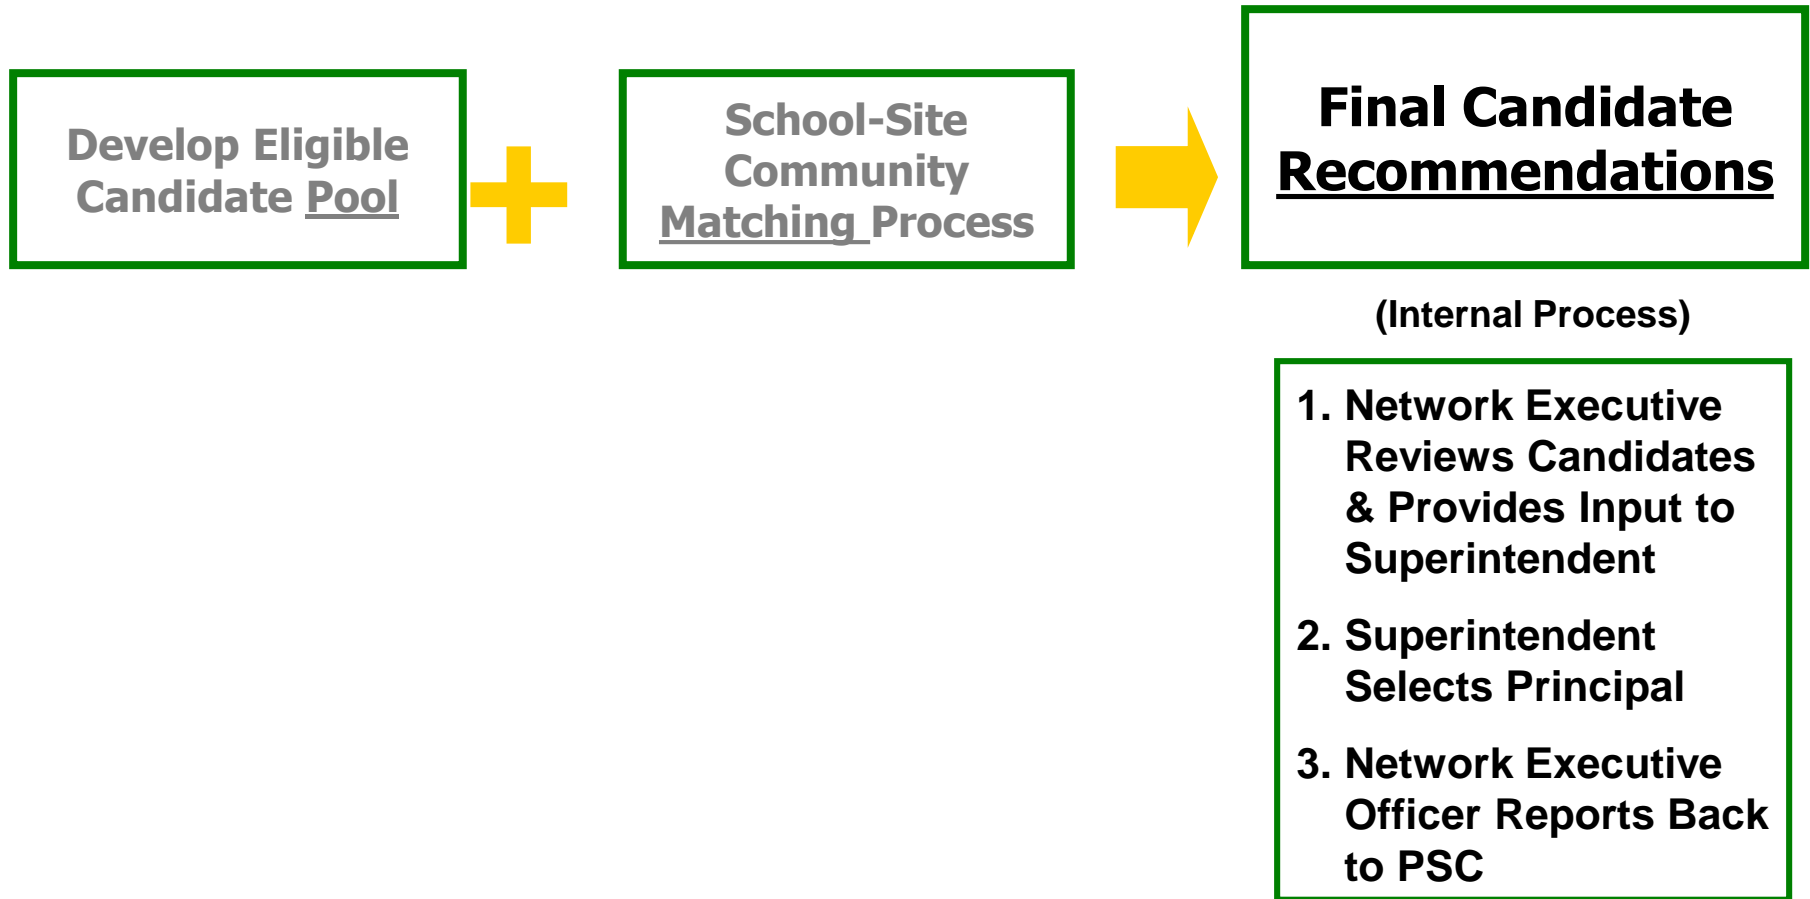 Develop Eligible
Candidate Pool
School-Site
Community
Matching Process
Final Candidate
Recommendations
(Internal Process)
1. Network Executive
Reviews Candidates
& Provides Input to
Superintendent
2. Superintendent
Selects Principal
3. Network Executive
Officer Reports Back
to PSC